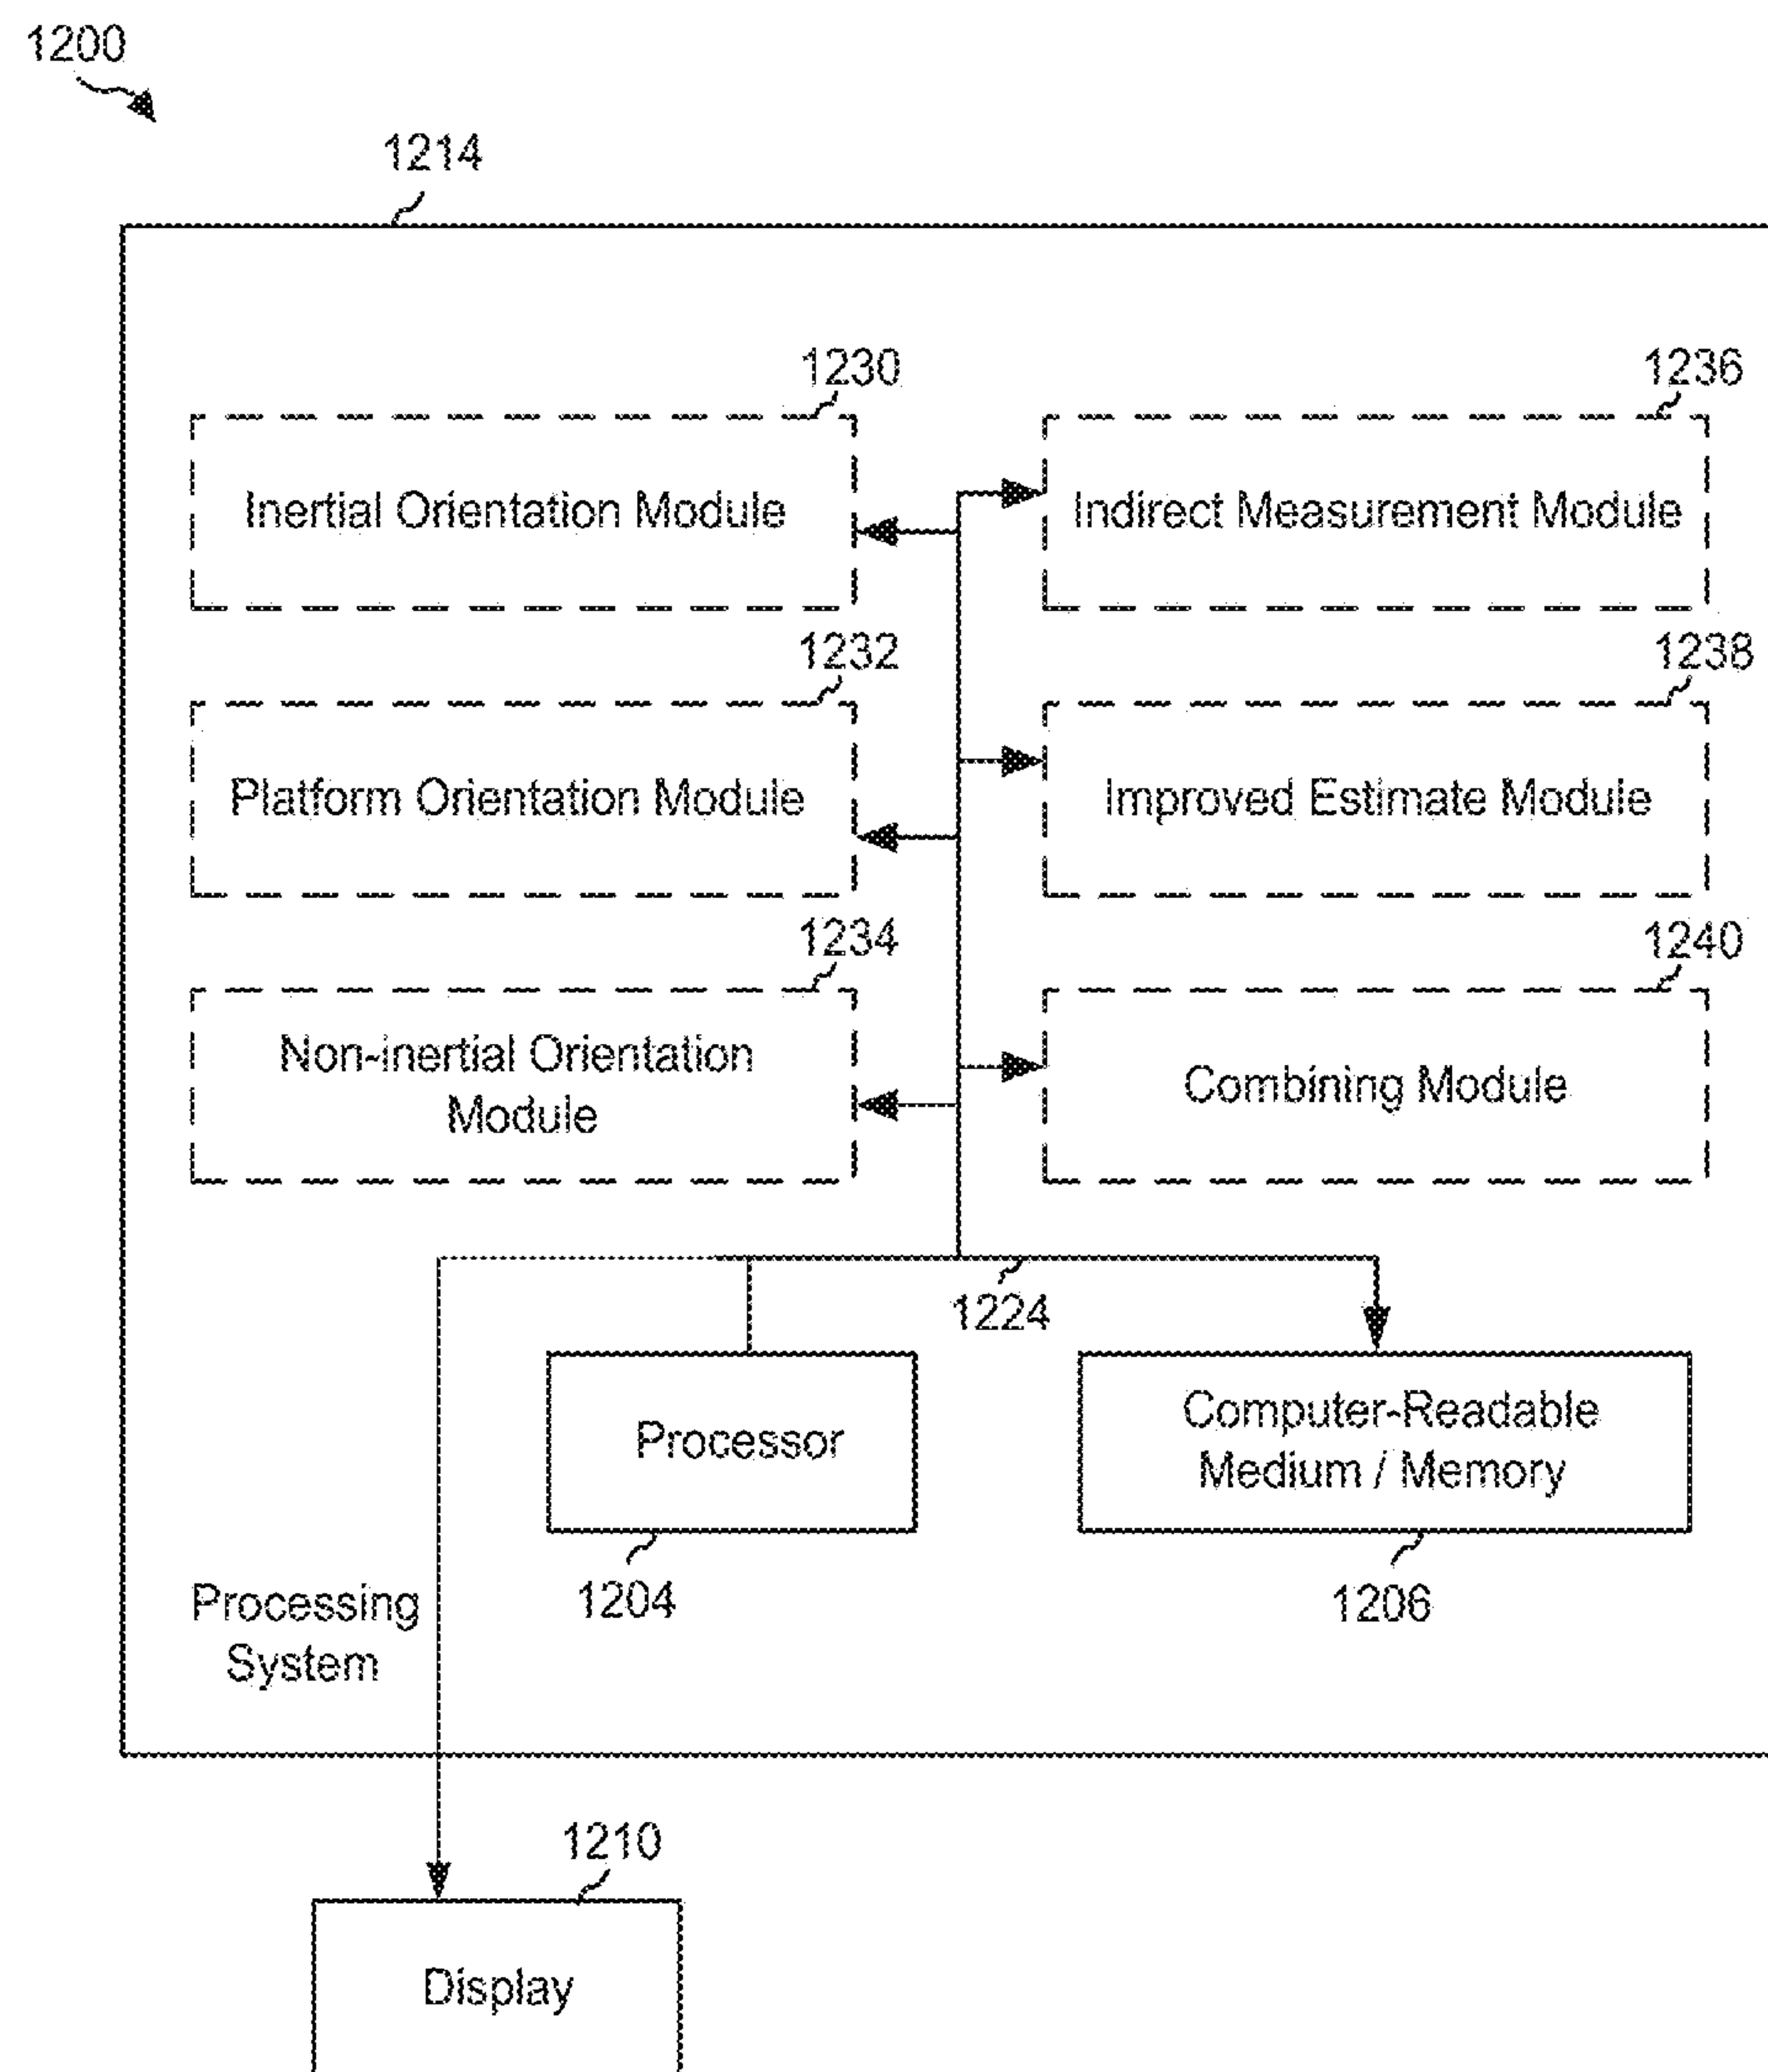 1200
1214
1230
1236
Inertial Orientation Module
Indirect Measurement Module
1232
1238
Platform Orientation Module
Improved Estimate Module
1234
1240
Non-inertial Orientation
Module
Combining Module
1224
Processor
Computer-Readable
Medium / Memory
1204
1206
Processing
System
1210
Display